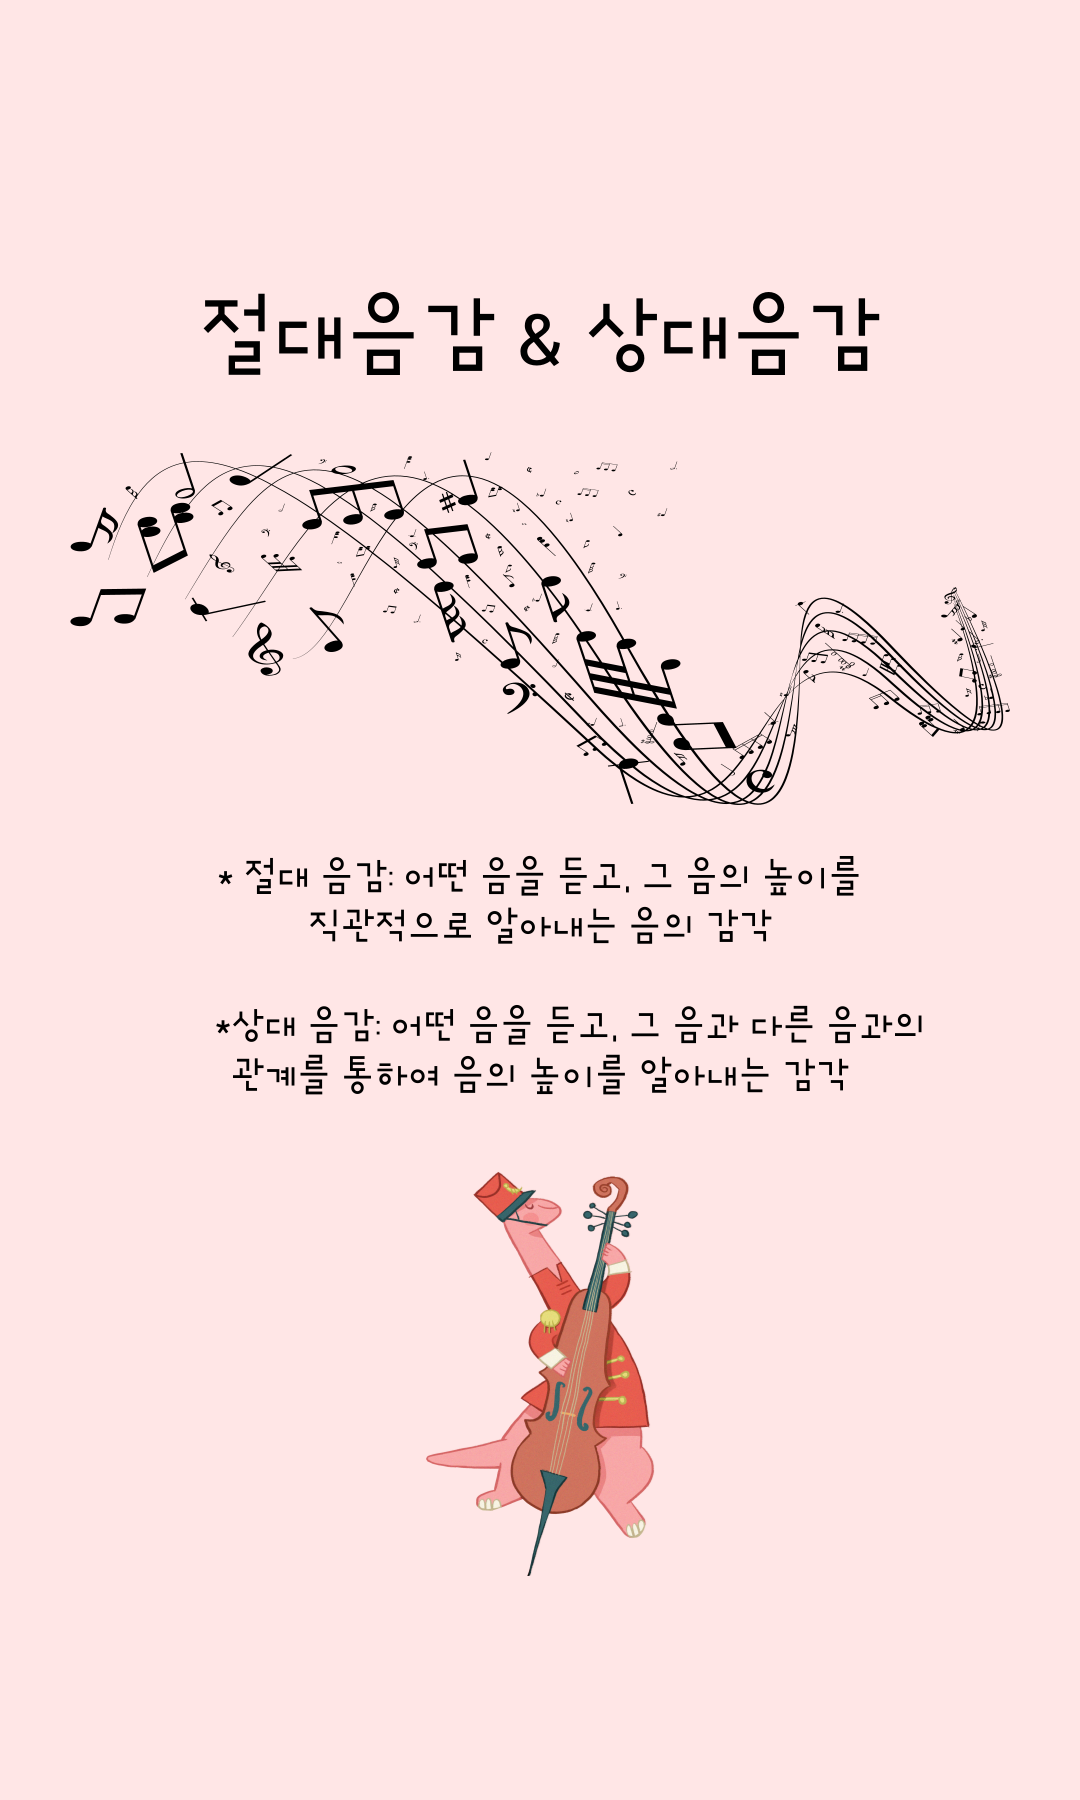 절대음감 & 상대음감
* 절대 음감: 어떤 음을 듣고, 그 음의 높이를
직관적으로 알아내는 음의 감각
*상대 음감: 어떤 음을 듣고, 그 음과 다른 음과의
관계를 통하여 음의 높이를 알아내는 감각